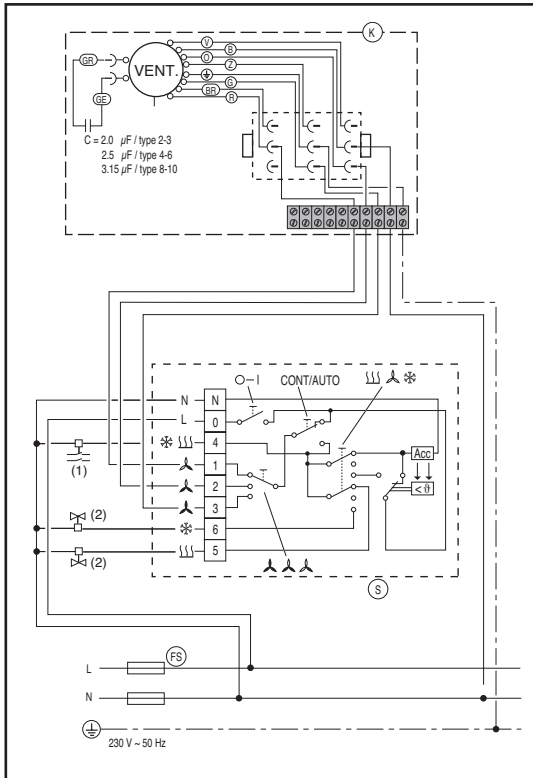 K
GR
VENT.
V
B
O
Z
G
BR
R
GE
C = 2.0 µF / type 2-3
2.5 µF / type 4-6
3.15 µF / type 8-10
O-I
CONT/AUTO
N N
L 0
4
(1)
1
2
3
(2) 6
(2) 5
Acc
< ϑ
S
L FS
N
230 V ~ 50 Hz